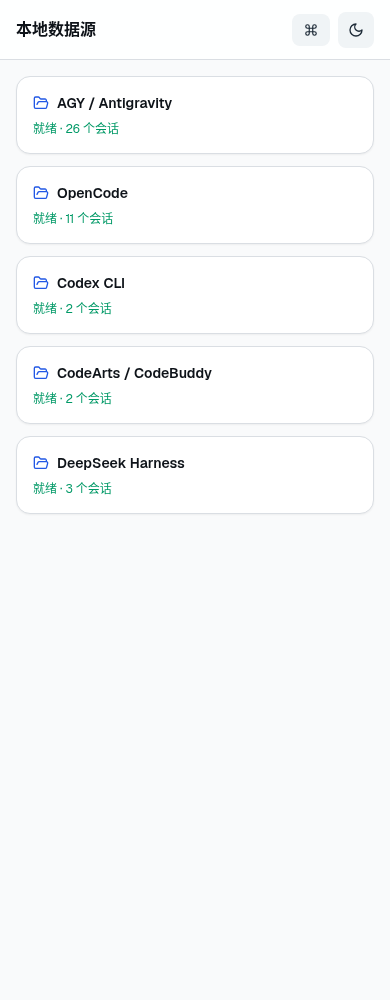 本地数据源
⌘
AGY / Antigravity
就绪 · 26 个会话
OpenCode
就绪 · 11 个会话
Codex CLI
就绪 · 2 个会话
CodeArts / CodeBuddy
就绪 · 2 个会话
DeepSeek Harness
就绪 · 3 个会话